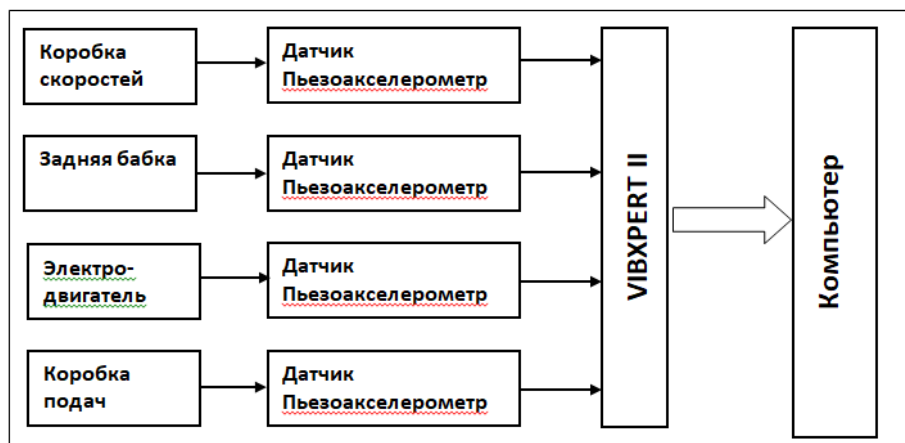 Коробка
скоростей
Датчик
Пьезоакселерометр
Задняя бабка
Датчик
Пьезоакселерометр
Электро-
двигатель
Датчик
Пьезоакселерометр
Коробка
подач
Датчик
Пьезоакселерометр
VIBXPERT II
Компьютер